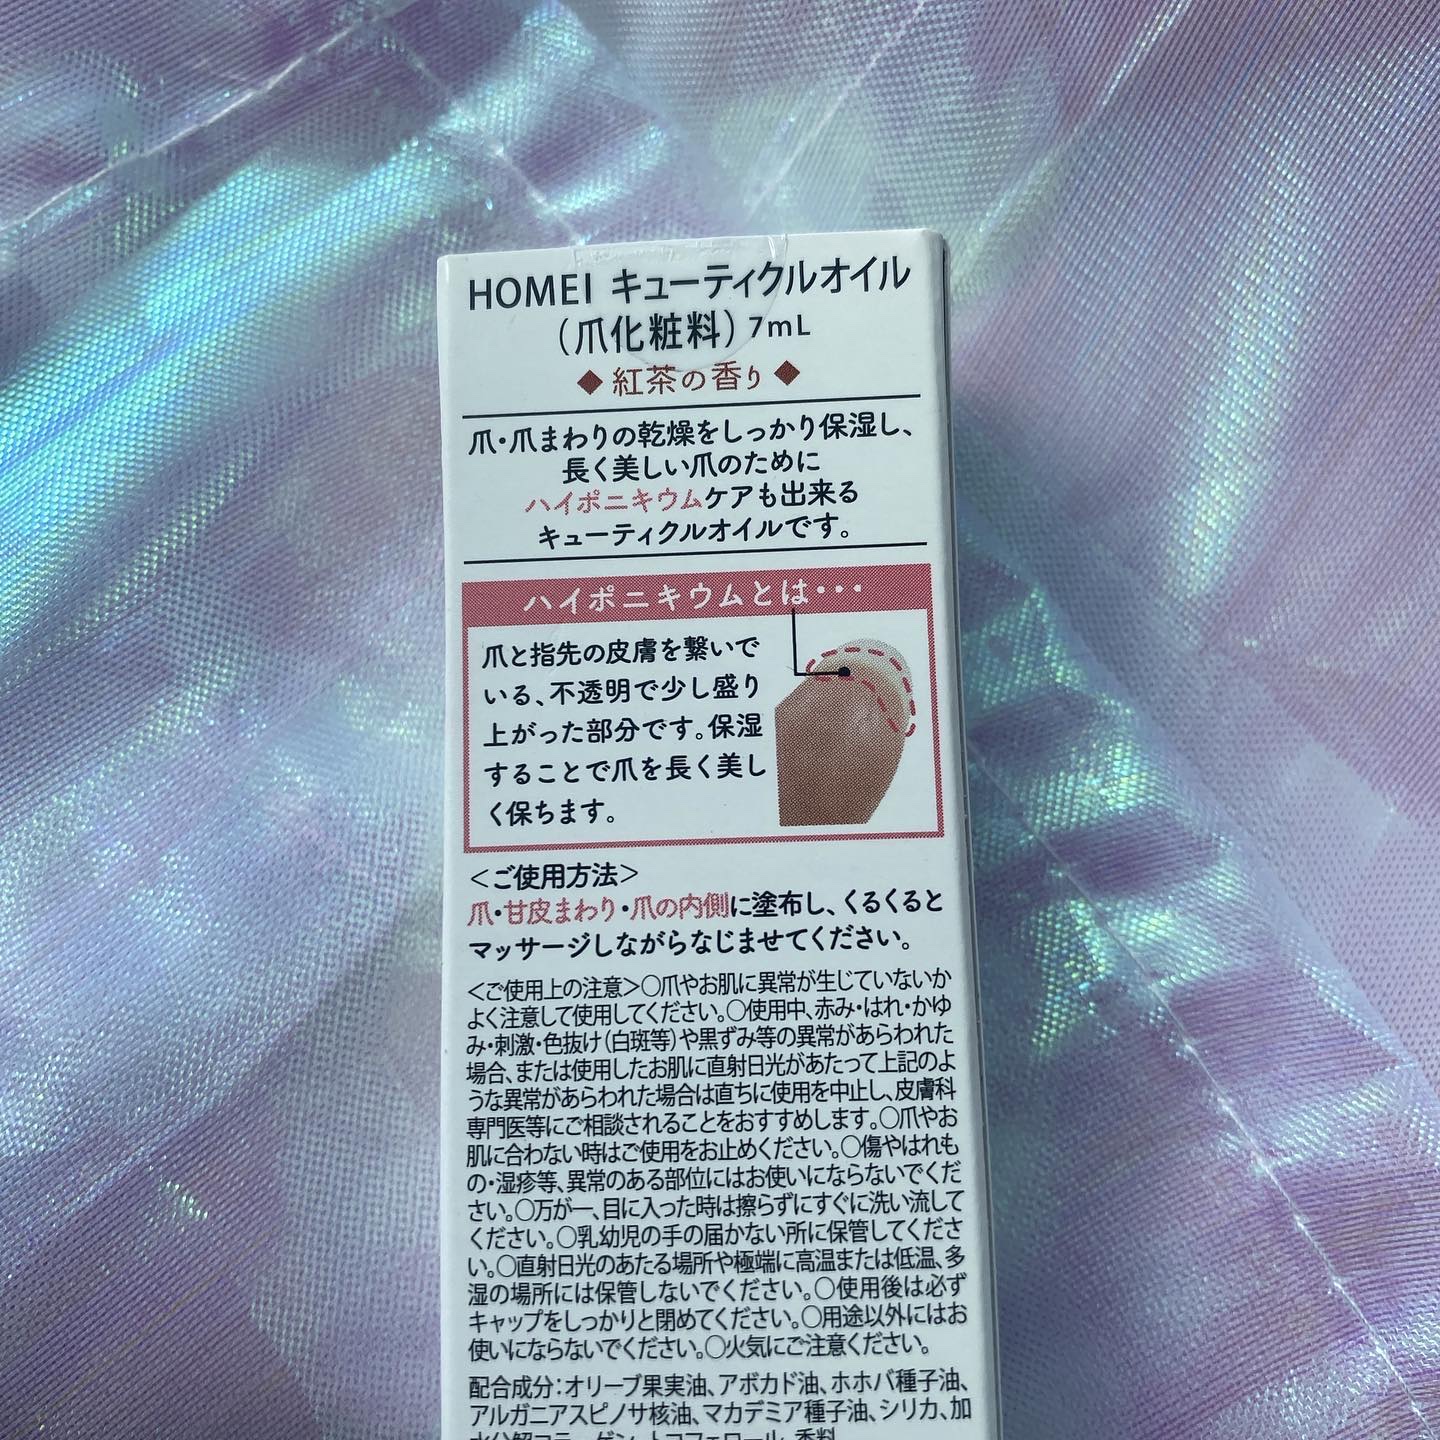 HOMEI キューティクルオイル
(爪化粧料) 7mL
◆ 紅茶の香り ◆
爪・爪まわりの乾燥をしっかり保湿し、
長く美しい爪のために
ハイポニキウムケアも出来る
キューティクルオイルです。
ハイポニキウムとは・・・
爪と指先の皮膚を繋いで
いる、不透明で少し盛り
上がった部分です。保湿
することで爪を長く美し
く保ちます。
<ご使用方法>
爪・甘皮まわり・爪の内側に塗布し、くるくると
マッサージしながらなじませてください。
<ご使用上の注意>○爪やお肌に異常が生じていないか
よく注意して使用してください。○使用中、赤み・はれ・かゆ
み・刺激・色抜け(白斑等)や黒ずみ等の異常があらわれた
場合、または使用したお肌に直射日光があたって上記のよ
うな異常があらわれた場合は直ちに使用を中止し、皮膚科
専門医等にご相談されることをおすすめします。○爪やお
肌に合わない時はご使用をお止めください。○傷やはれも
の・湿疹等、異常のある部位にはお使いにならないでくだ
さい。○万が一、目に入った時は擦らずにすぐに洗い流して
ください。○乳幼児の手の届かない所に保管してくださ
い。○直射日光のあたる場所や極端に高温または低温、多
湿の場所には保管しないでください。○使用後は必ず
キャップをしっかりと閉めてください。○用途以外にはお
使いにならないでください。○火気にご注意ください。
配合成分:オリーブ果実油、アボカド油、ホホバ種子油、
アルガニアスピノサ核油、マカデミア種子油、シリカ、加
水分解コラーゲン、トコフェロール、香料